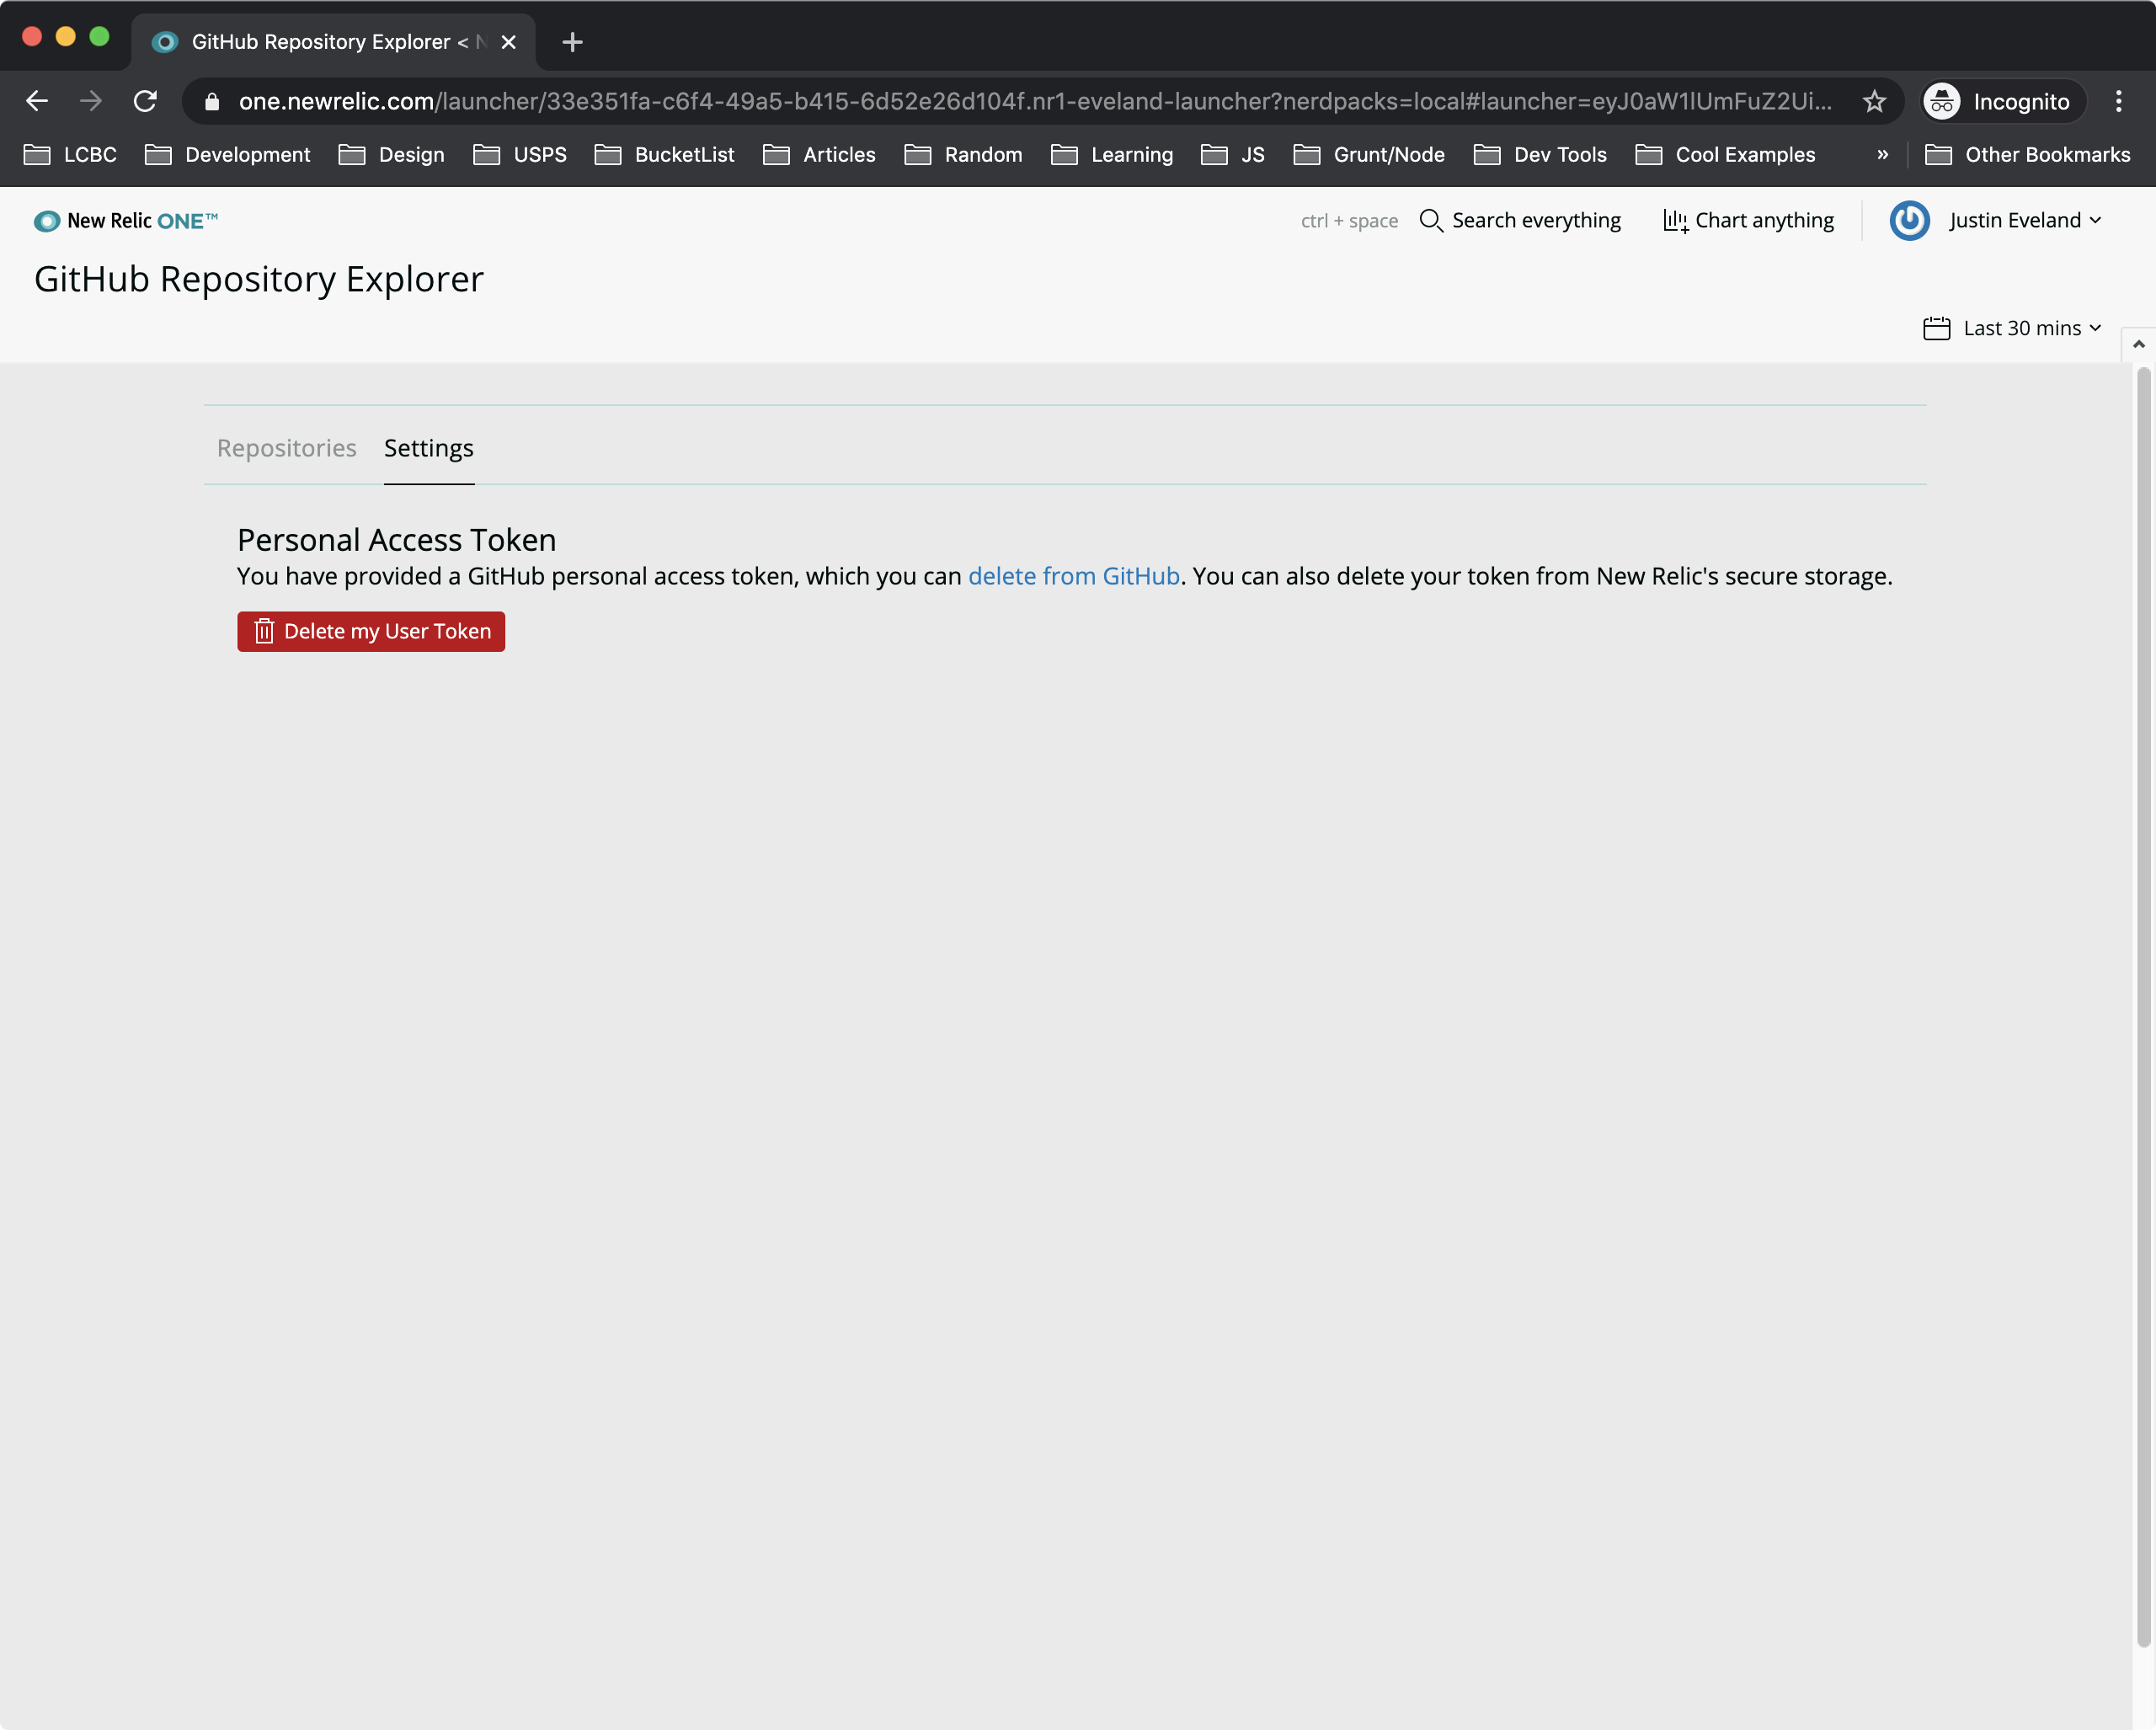 GitHub Repository Explorer <
one.newrelic.com/launcher/33e351fa-c6f4-49a5-b415-6d52e26d104f.nr1-eveland-launcher?nerdpacks=local#launcher=eyJ0aW1lUmFuZ2Ui... Incognito
LCBC Development Design USPS BucketList Articles Random Learning JS Grunt/Node Dev Tools Cool Examples » Other Bookmarks
New Relic ONE™ ctrl + space Search everything Chart anything Justin Eveland
GitHub Repository Explorer
Last 30 mins
Repositories Settings
Personal Access Token
You have provided a GitHub personal access token, which you can delete from GitHub. You can also delete your token from New Relic's secure storage.
Delete my User Token